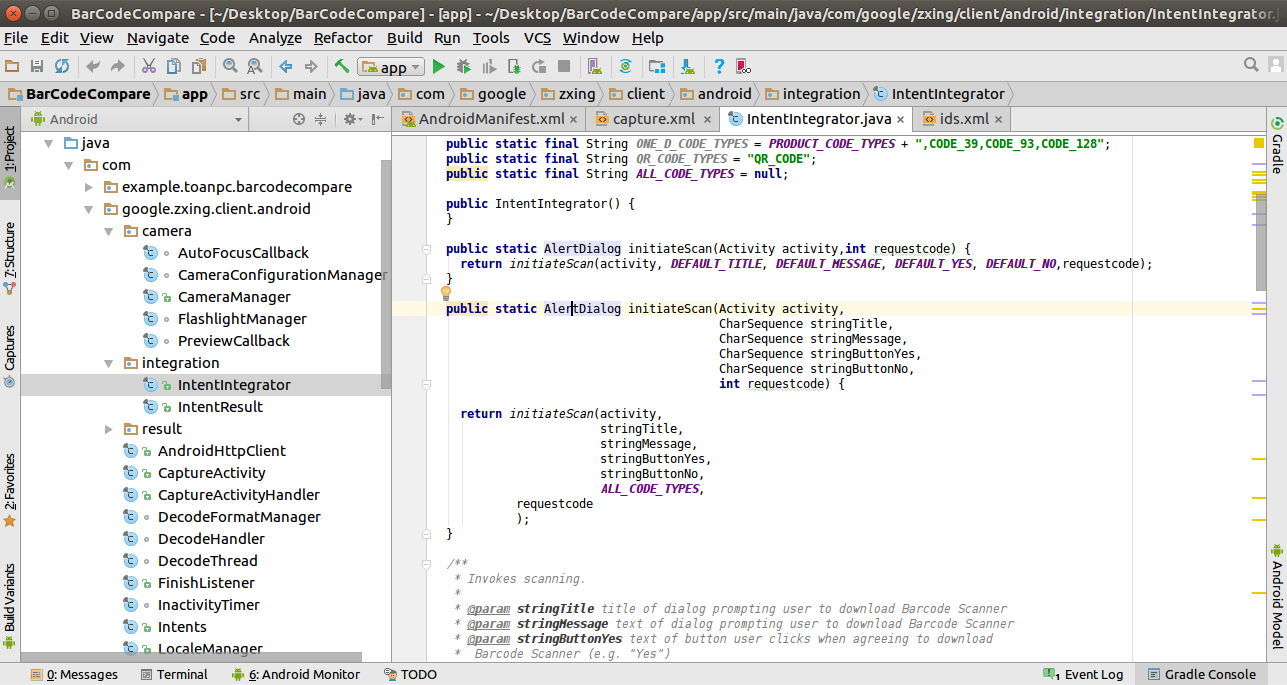 BarCodeCompare - [~/Desktop/BarCodeCompare] - [app] - ~/Desktop/BarCodeCompare/app/src/main/java/com/google/zxing/client/android/integration/IntentIntegrator.j
File Edit View Navigate Code Analyze Refactor Build Run Tools VCS Window Help
app
BarCodeCompare app src main java com google zxing client android integration IntentIntegrator
Android
AndroidManifest.xml capture.xml IntentIntegrator.java ids.xml
1: Project
7: Structure
Captures
2: Favorites
Build Variants
java
com
example.toanpc.barcodecompare
google.zxing.client.android
camera
AutoFocusCallback
CameraConfigurationManager
CameraManager
FlashlightManager
PreviewCallback
integration
IntentIntegrator
IntentResult
result
AndroidHttpClient
CaptureActivity
CaptureActivityHandler
DecodeFormatManager
DecodeHandler
DecodeThread
FinishListener
InactivityTimer
Intents
LocaleManager
public static final String ONE_D_CODE_TYPES = PRODUCT_CODE_TYPES + ",CODE_39,CODE_93,CODE_128";
public static final String QR_CODE_TYPES = "QR_CODE";
public static final String ALL_CODE_TYPES = null;
public IntentIntegrator() {
}
public static AlertDialog initiateScan(Activity activity,int requestcode) {
return initiateScan(activity, DEFAULT_TITLE, DEFAULT_MESSAGE, DEFAULT_YES, DEFAULT_NO,requestcode);
}
public static AlertDialog initiateScan(Activity activity,
CharSequence stringTitle,
CharSequence stringMessage,
CharSequence stringButtonYes,
CharSequence stringButtonNo,
int requestcode) {
return initiateScan(activity,
stringTitle,
stringMessage,
stringButtonYes,
stringButtonNo,
ALL_CODE_TYPES,
requestcode
);
}
/**
* Invokes scanning.
*
* @param stringTitle title of dialog prompting user to download Barcode Scanner
* @param stringMessage text of dialog prompting user to download Barcode Scanner
* @param stringButtonYes text of button user clicks when agreeing to download
* Barcode Scanner (e.g. "Yes")
Gradle
Android Model
0: Messages Terminal 6: Android Monitor TODO 1 Event Log Gradle Console